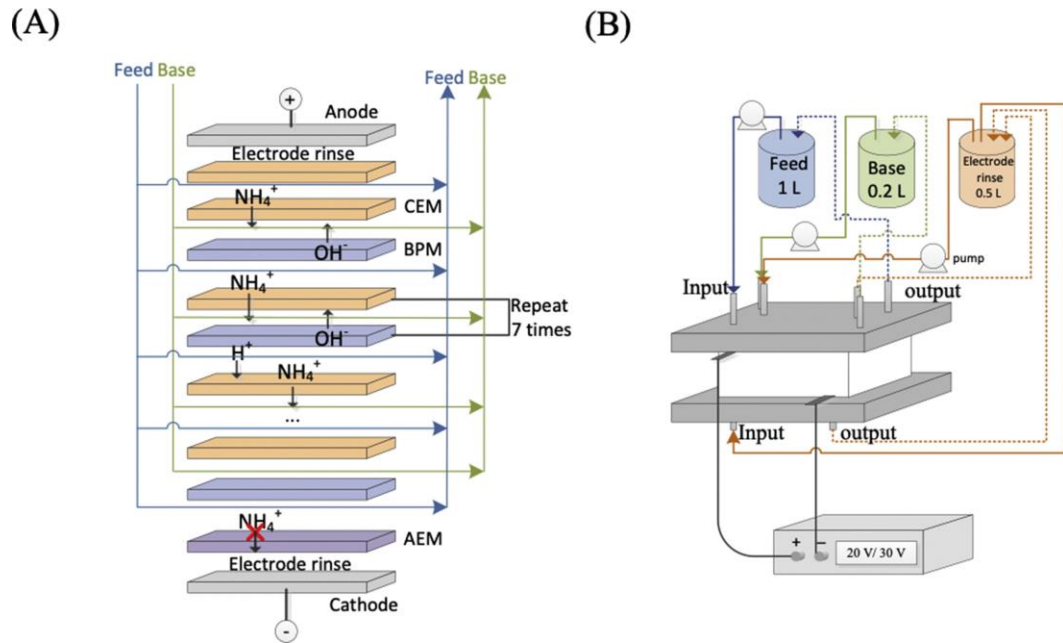 (A)
Feed Base
Feed Base
+
Anode
Electrode rinse
NH₄⁺
CEM
OH⁻
BPM
NH₄⁺
Repeat
7 times
OH⁻
H⁺
NH₄⁺
...
NH₄⁺
AEM
Electrode rinse
Cathode
-
(B)
Feed
1 L
Base
0.2 L
Electrode
rinse
0.5 L
pump
Input
output
Input
output
+ −
20 V/ 30 V